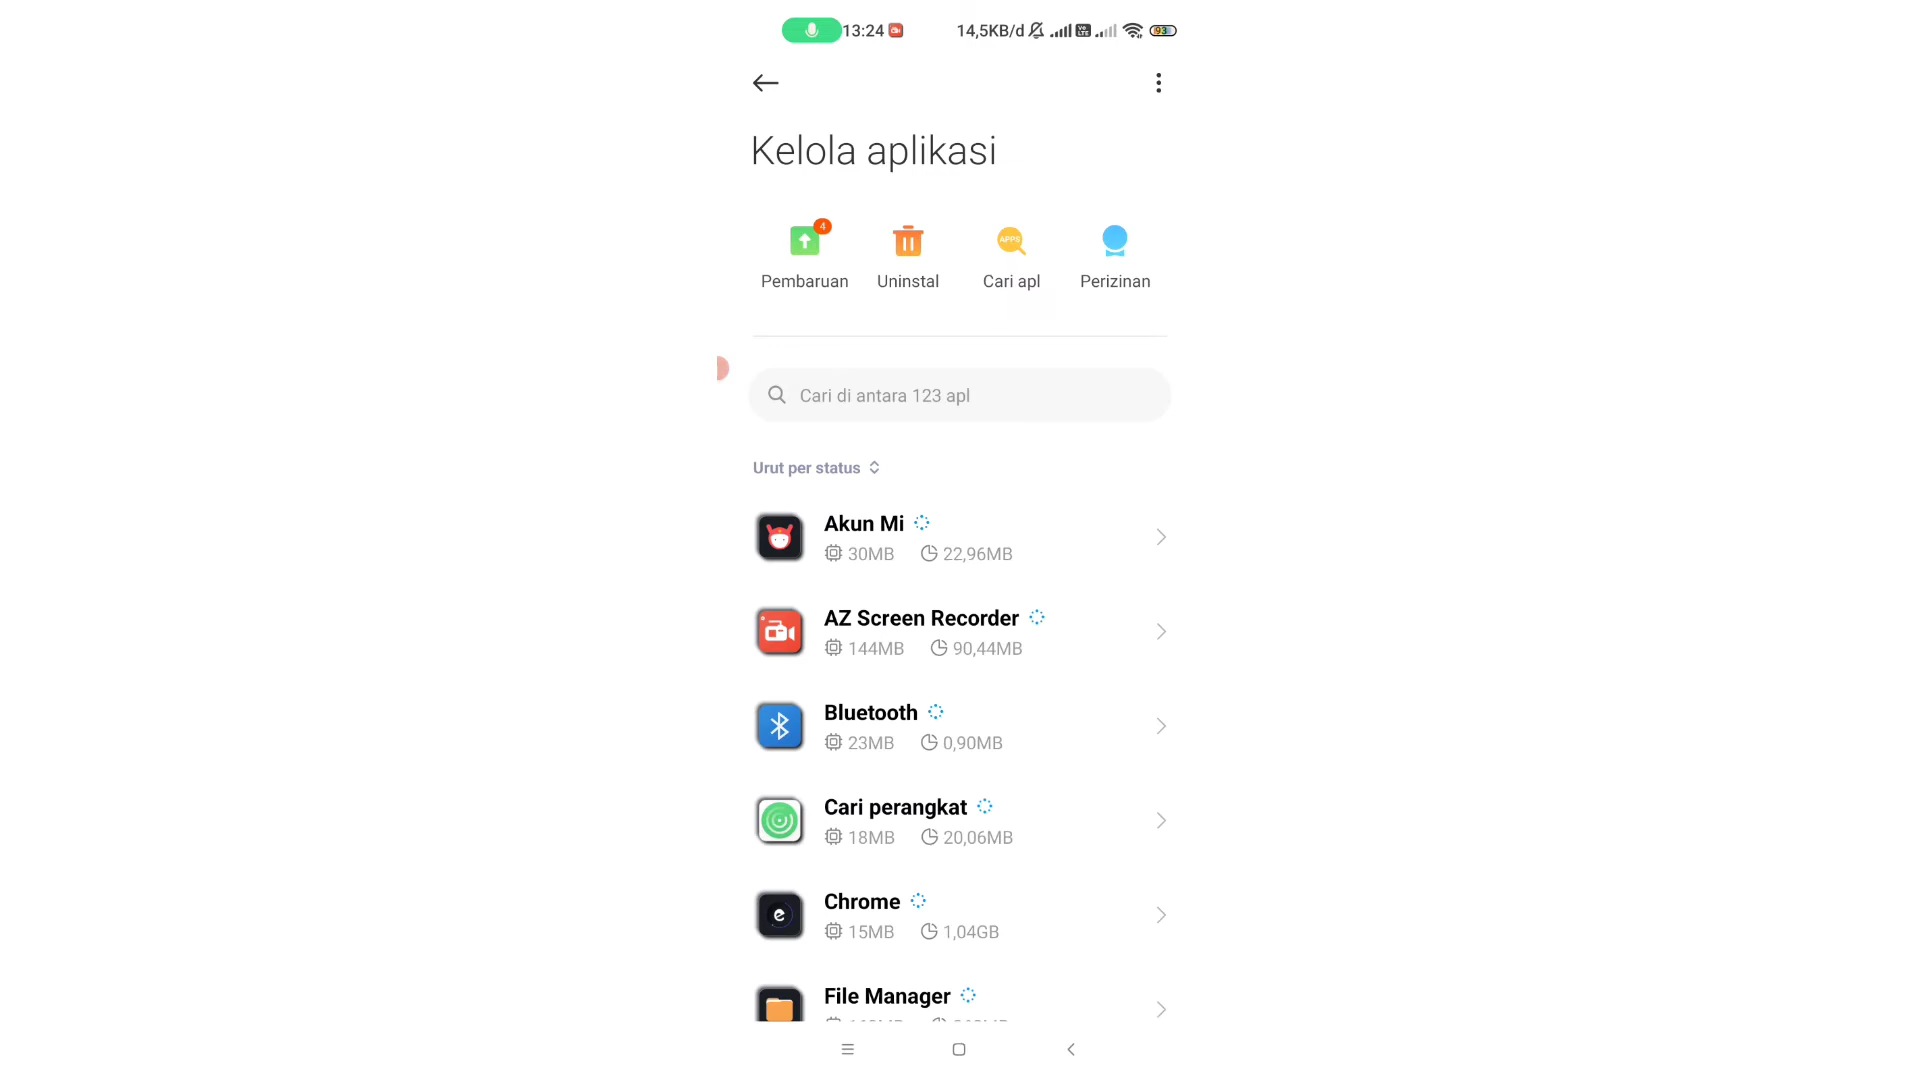 13:24 14,5KB/d 93
Kelola aplikasi
4
APPS
Pembaruan Uninstal Cari apl Perizinan
Cari di antara 123 apl
Urut per status
Akun Mi
30MB 22,96MB
AZ Screen Recorder
144MB 90,44MB
Bluetooth
23MB 0,90MB
Cari perangkat
18MB 20,06MB
Chrome
15MB 1,04GB
File Manager